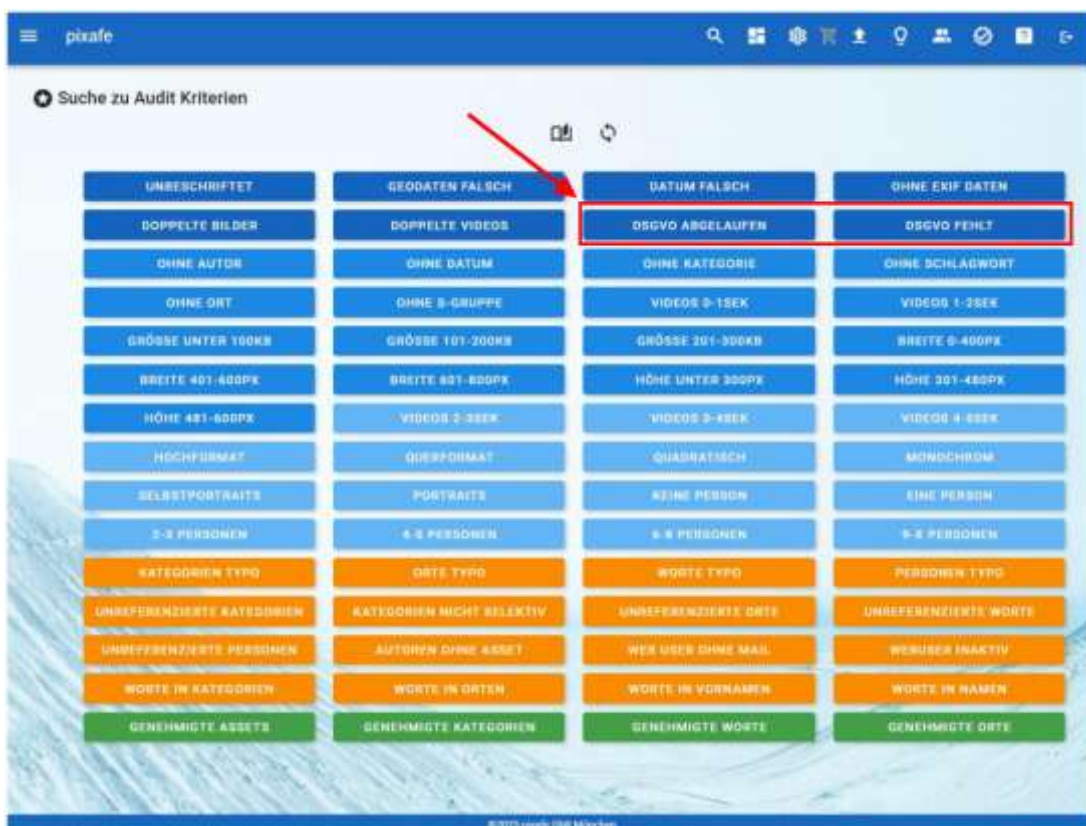 pixafe
Suche zu Audit Kriterien
UNBESCHRIFTET GEODATEN FALSCH DATUM FALSCH OHNE EXIF DATEN
DOPPELTE BILDER DOPPELTE VIDEOS DSGVO ABGELAUFEN DSGVO FEHLT
OHNE AUTOR OHNE DATUM OHNE KATEGORIE OHNE SCHLAGWORT
OHNE ORT OHNE S-GRUPPE VIDEOS 0-1SEK VIDEOS 1-2SEK
GRÖSSE UNTER 100KB GRÖSSE 101-200KB GRÖSSE 201-300KB BREITE 0-400PX
BREITE 401-600PX BREITE 601-800PX HÖHE UNTER 300PX HÖHE 301-480PX
HÖHE 481-600PX VIDEOS 2-3SEK VIDEOS 3-4SEK VIDEOS
HOCHFORMAT QUERFORMAT QUADRATISCH MONOCHROM
SELBSTPORTRAITS PORTRAITS KEINE PERSON EINE PERSON
2-3 PERSONEN PERSONEN PERSONEN PERSONEN
KATEGORIEN TYPO ORTE TYPO WORTE TYPO PERSONEN TYPO
UNREFERENZIERTE KATEGORIEN KATEGORIEN NICHT SELEKTIV UNREFERENZIERTE ORTE UNREFERENZIERTE WORTE
UNREFERENZIERTE PERSONEN AUTOREN OHNE ASSET WEB USER OHNE MAIL WEBUSER INAKTIV
WORTE IN KATEGORIEN WORTE IN ORTEN WORTE IN VORNAMEN WORTE IN NAMEN
GENEHMIGTE ASSETS GENEHMIGTE KATEGORIEN GENEHMIGTE WORTE GENEHMIGTE ORTE